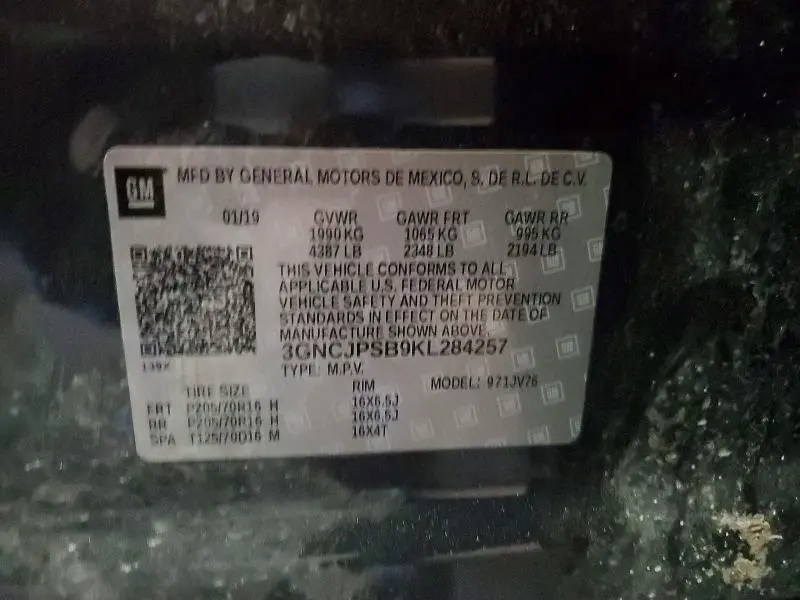 GM MFD BY GENERAL MOTORS DE MEXICO, S. DE R.L. DE C.V.
01/19 GVWR GAWR FRT GAWR RR
1990 KG 1065 KG 995 KG
4387 LB 2348 LB 2194 LB
THIS VEHICLE CONFORMS TO ALL
APPLICABLE U.S. FEDERAL MOTOR
VEHICLE SAFETY AND THEFT PREVENTION
STANDARDS IN EFFECT ON THE DATE OF
MANUFACTURE SHOWN ABOVE.
3GNCJPSB9KL284257
TYPE: M.P.V. MODEL: 971JV76
TIRE SIZE RIM
FRT P205/70R16 H 16X6.5J
RR P205/70R16 H 16X6.5J
SPA T125/70D16 M 16X4T